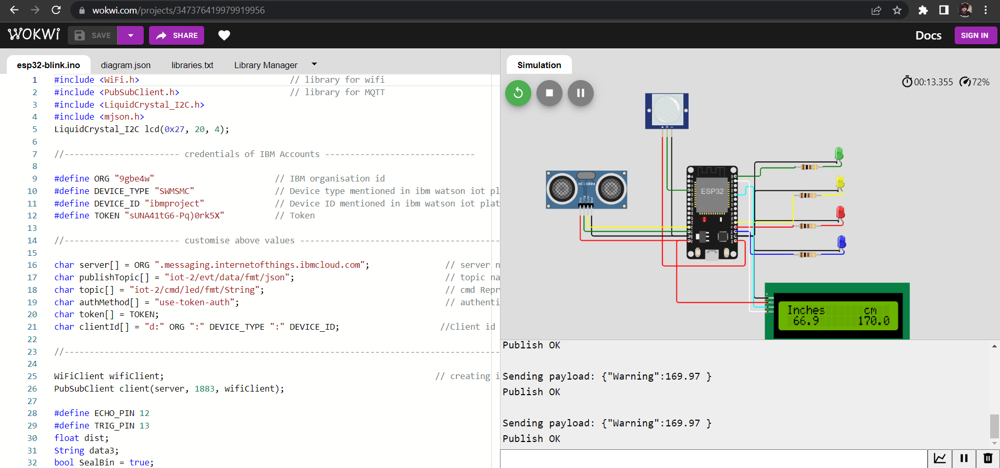 wokwi.com/projects/347376419979919956
WOKWi
SAVE
SHARE
Docs
SIGN IN
esp32-blink.ino
diagram.json
libraries.txt
Library Manager
1 #include <WiFi.h> // library for wifi
2 #include <PubSubClient.h> // library for MQTT
3 #include <LiquidCrystal_I2C.h>
4 #include <mjson.h>
5 LiquidCrystal_I2C lcd(0x27, 20, 4);
6
7 //----------------------- credentials of IBM Accounts -----------------------------
8
9 #define ORG "9gbe4w" // IBM organisation id
10 #define DEVICE_TYPE "SWMSMC" // Device type mentioned in ibm watson iot pl
11 #define DEVICE_ID "ibmproject" // Device ID mentioned in ibm watson iot plat
12 #define TOKEN "sUNA41tG6-Pq)0rk5X" // Token
13
14 //----------------------- customise above values ----------------------------------------
15
16 char server[] = ORG ".messaging.internetofthings.ibmcloud.com"; // server n
17 char publishTopic[] = "iot-2/evt/data/fmt/json"; // topic na
18 char topic[] = "iot-2/cmd/led/fmt/String"; // cmd Repr
19 char authMethod[] = "use-token-auth"; // authenti
20 char token[] = TOKEN;
21 char clientId[] = "d:" ORG ":" DEVICE_TYPE ":" DEVICE_ID; //Client id
22
23 //---------------------------------------------------------------------------------------
24
25 WiFiClient wifiClient; // creating i
26 PubSubClient client(server, 1883, wifiClient);
27
28 #define ECHO_PIN 12
29 #define TRIG_PIN 13
30 float dist;
31 String data3;
32 bool SealBin = true;
Simulation
00:13.355
72%
+ D −
HC-SR04
Vcc
Trig
Echo
Gnd
ESP32
1
GND
VCC
SDA
SCL
Inches cm
66.9 170.0
Publish OK
Sending payload: {"Warning":169.97 }
Publish OK
Sending payload: {"Warning":169.97 }
Publish OK